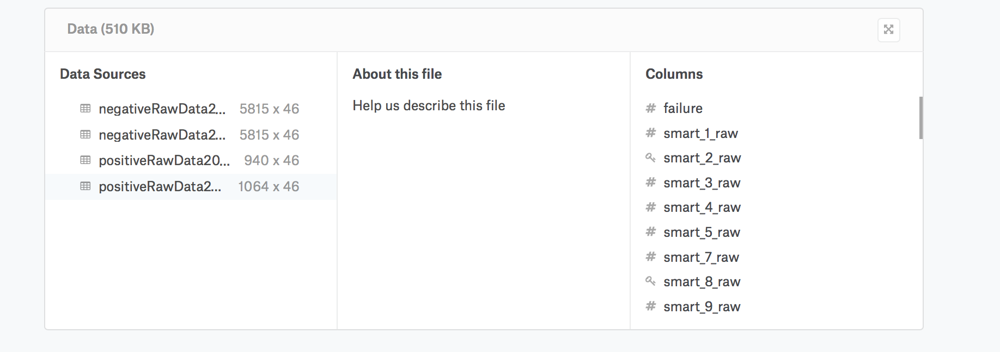 Data (510 KB)
Data Sources
negativeRawData2... 5815 x 46
negativeRawData2... 5815 x 46
positiveRawData20... 940 x 46
positiveRawData2... 1064 x 46
About this file
Help us describe this file
Columns
# failure
# smart_1_raw
smart_2_raw
# smart_3_raw
# smart_4_raw
# smart_5_raw
# smart_7_raw
smart_8_raw
# smart_9_raw